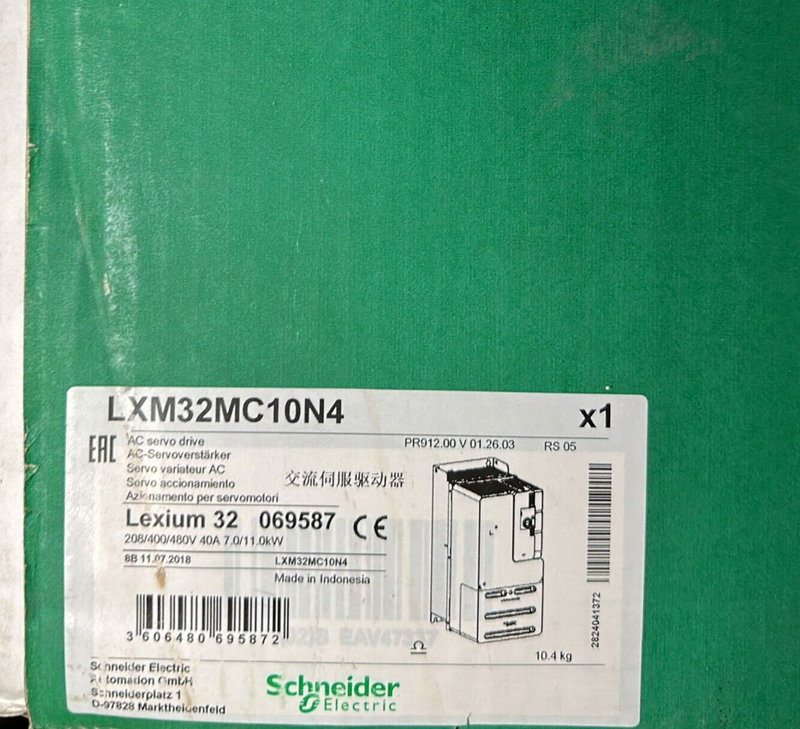 LXM32MC10N4
x1
EAC
AC servo drive
PR912.00 V 01.26.03
RS 05
AC-Servoverstärker
Servo variateur AC
Servo accionamiento
交流伺服驱动器
Azionamento per servomotori
Lexium 32 069587
CE
208/400/480V 40A 7.0/11.0kW
8B 11.07.2018
LXM32MC10N4
Made in Indonesia
3 606480 695872
2824041372
10.4 kg
Schneider Electric
Automation GmbH
Schneiderplatz 1
D-97828 Marktheidenfeld
Schneider
Electric